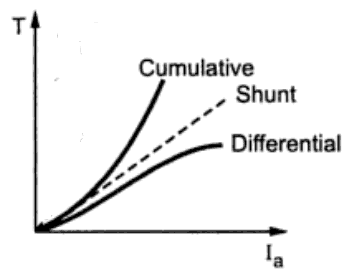 T
Cumulative
Shunt
Differential
Iₐ